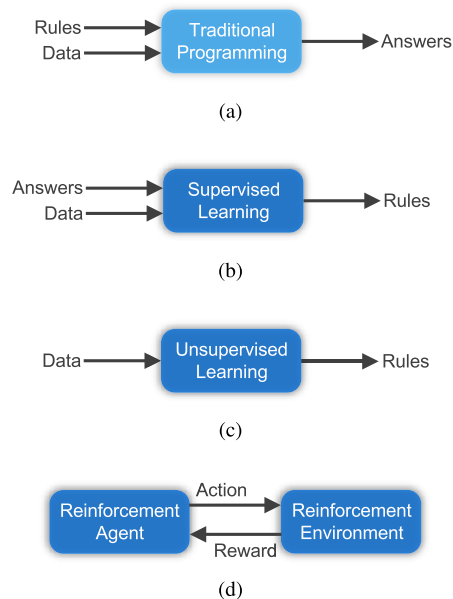 Rules
Data
Traditional
Programming
Answers
(a)
Answers
Data
Supervised
Learning
Rules
(b)
Data
Unsupervised
Learning
Rules
(c)
Reinforcement
Agent
Action
Reward
Reinforcement
Environment
(d)